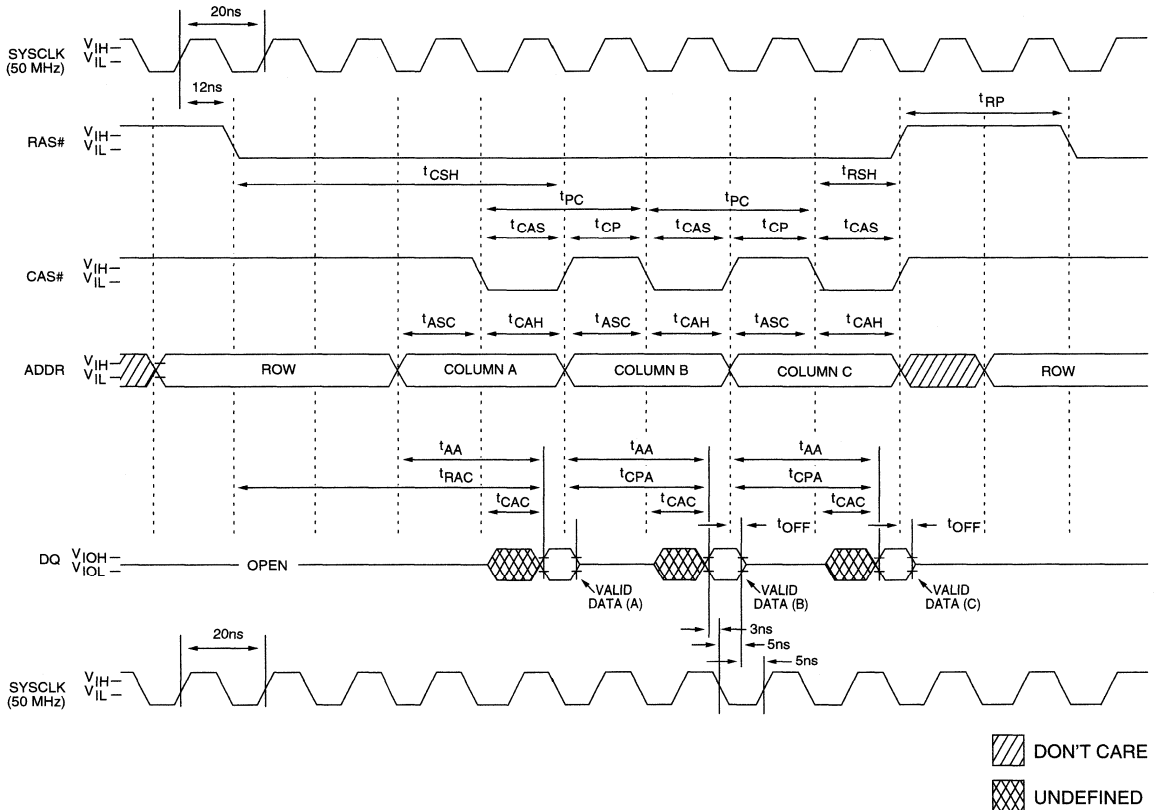 20ns
SYSCLK (50 MHz) VIH VIL
12ns
tRP
RAS# VIH VIL
tCSH tRSH
tPC tPC
tCAS tCP tCAS tCP tCAS
CAS# VIH VIL
tASC tCAH tASC tCAH tASC tCAH
ADDR VIH VIL ROW COLUMN A COLUMN B COLUMN C ROW
tAA tAA tAA
tRAC tCPA tCPA
tCAC tCAC tCAC
tOFF tOFF
DQ VIOH VIOL OPEN
VALID DATA (A) VALID DATA (B) VALID DATA (C)
3ns
20ns 5ns
5ns
SYSCLK (50 MHz) VIH VIL
DON'T CARE
UNDEFINED